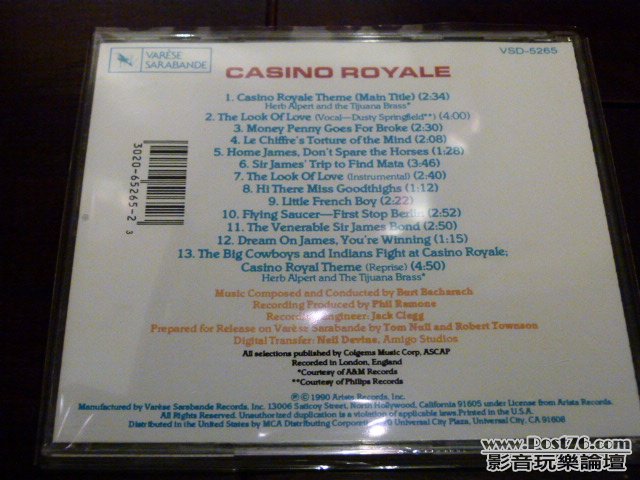 VARÈSE
SARABANDE
VSD-5265
CASINO ROYALE
1. Casino Royale Theme (Main Title) (2:34)
Herb Alpert and the Tijuana Brass*
2. The Look Of Love (Vocal—Dusty Springfield**) (4:00)
3. Money Penny Goes For Broke (2:30)
4. Le Chiffre's Torture of the Mind (2:08)
5. Home James, Don't Spare the Horses (1:28)
6. Sir James' Trip to Find Mata (3:46)
7. The Look Of Love (Instrumental) (2:40)
8. Hi There Miss Goodthighs (1:12)
9. Little French Boy (2:22)
10. Flying Saucer—First Stop Berlin (2:52)
11. The Venerable Sir James Bond (2:50)
12. Dream On James, You're Winning (1:15)
13. The Big Cowboys and Indians Fight at Casino Royale;
Casino Royal Theme (Reprise) (4:50)
Herb Alpert and The Tijuana Brass*
3020-65265-2 3
Music Composed and Conducted by Burt Bacharach
Recording Produced by Phil Ramone
Recording Engineer: Jack Clegg
Prepared for Release on Varèse Sarabande by Tom Null and Robert Townson
Digital Transfer: Neil Devine, Amigo Studios
All selections published by Colgems Music Corp, ASCAP
Recorded in London, England
*Courtesy of A&M Records
**Courtesy of Philips Records
℗ © 1990 Arista Records, Inc.
Manufactured by Varèse Sarabande Records, Inc. 13006 Saticoy Street, North Hollywood, California 91605 under License from Arista Records.
All Rights Reserved. Unauthorized duplication is a violation of applicable laws. Printed in the U.S.A.
Distributed in the United States by MCA Distributing Corporation, 70 Universal City Plaza, Universal City, CA 91608
www.Post76.com
影音玩樂論壇